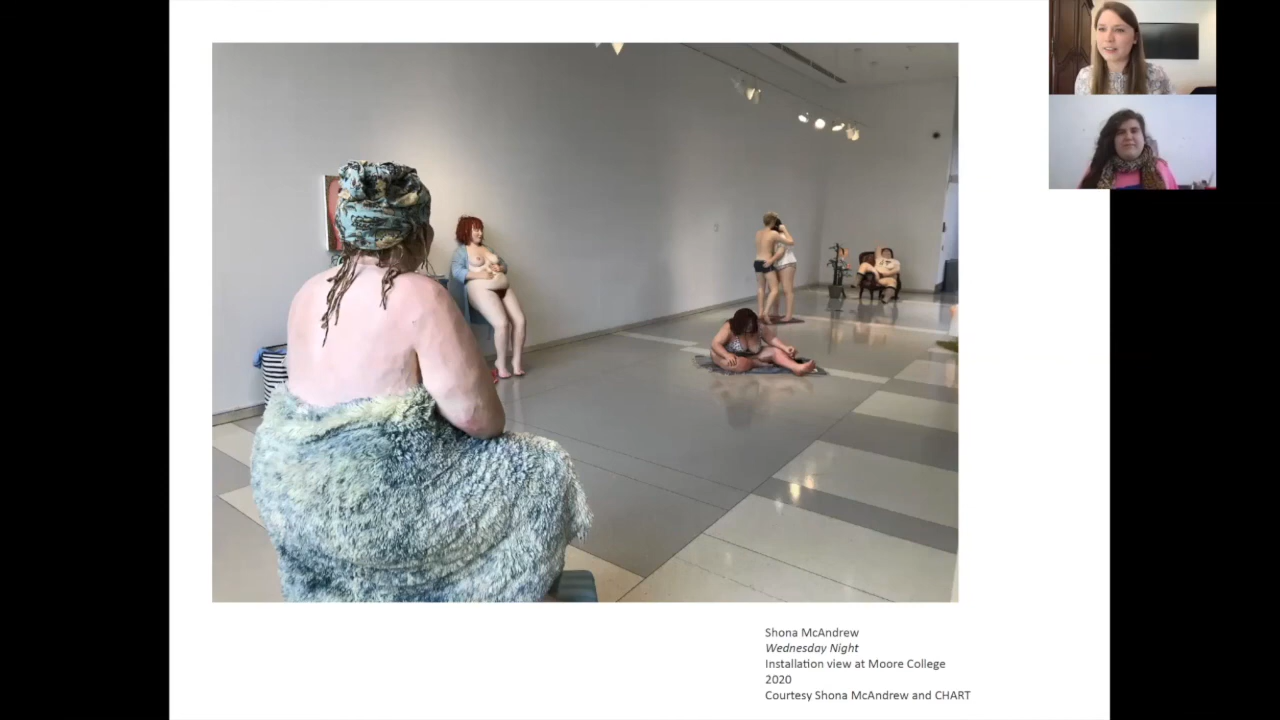 Shona McAndrew
Wednesday Night
Installation view at Moore College
2020
Courtesy Shona McAndrew and CHART